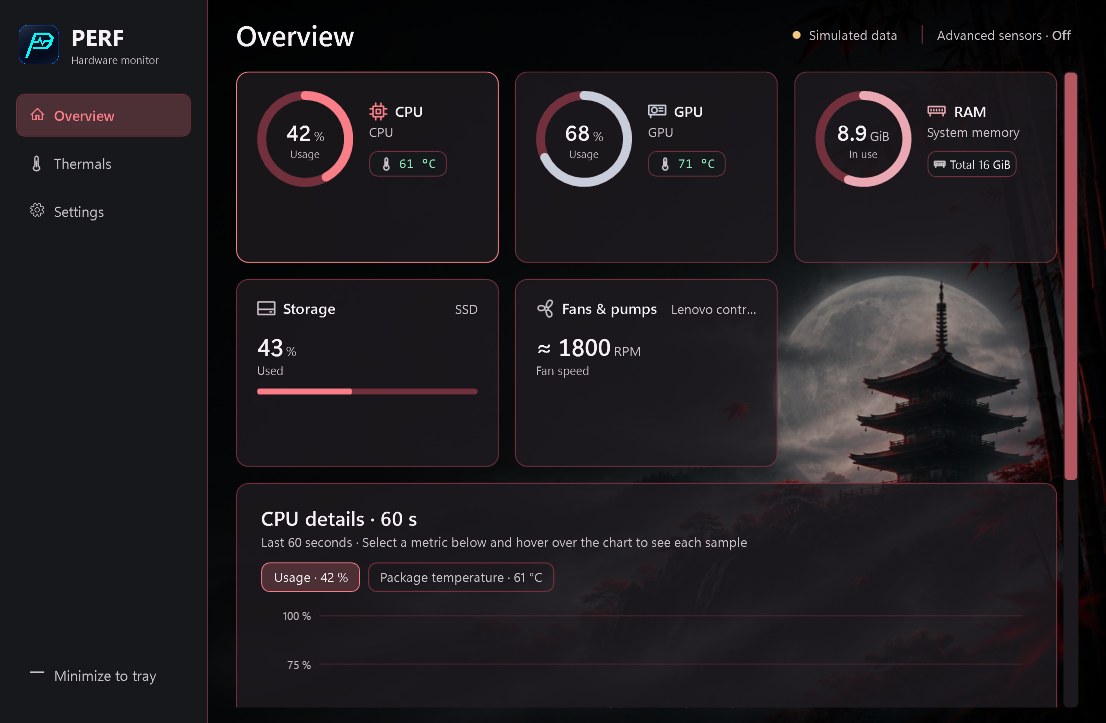 PERF
Hardware monitor
Overview
Thermals
Settings
Minimize to tray
Overview
Simulated data
Advanced sensors · Off
42 %
Usage
CPU
CPU
61 °C
68 %
Usage
GPU
GPU
71 °C
8.9 GiB
In use
RAM
System memory
Total 16 GiB
Storage
SSD
43 %
Used
Fans & pumps
Lenovo contr...
≈ 1800 RPM
Fan speed
CPU details · 60 s
Last 60 seconds · Select a metric below and hover over the chart to see each sample
Usage · 42 %
Package temperature · 61 °C
100 %
75 %